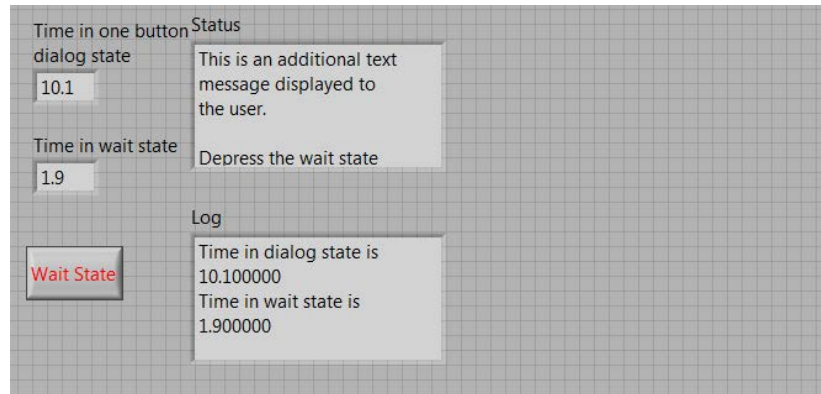 Time in one button
dialog state
10.1
Time in wait state
1.9
Wait State
Status
This is an additional text
message displayed to
the user.
Depress the wait state
Log
Time in dialog state is
10.100000
Time in wait state is
1.900000